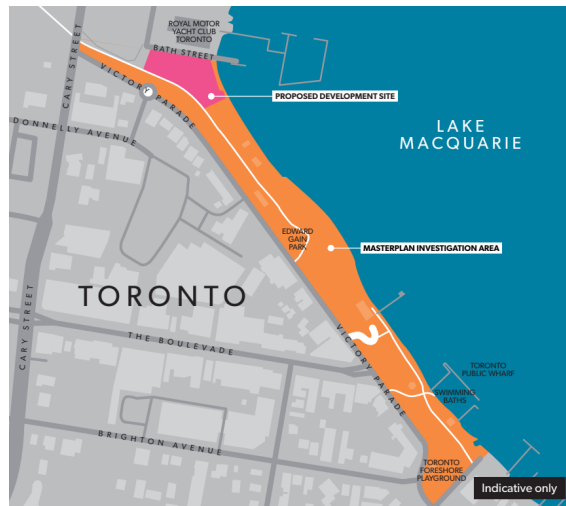 ROYAL MOTOR
YACHT CLUB
TORONTO
BATH STREET
CARY STREET
VICTORY PARADE
PROPOSED DEVELOPMENT SITE
DONNELLY AVENUE
LAKE
MACQUARIE
EDWARD
GAIN
PARK
MASTERPLAN INVESTIGATION AREA
TORONTO
CARY STREET
THE BOULEVADE
VICTORY PARADE
TORONTO
PUBLIC WHARF
SWIMMING
BATHS
BRIGHTON AVENUE
TORONTO
FORESHORE
PLAYGROUND
Indicative only